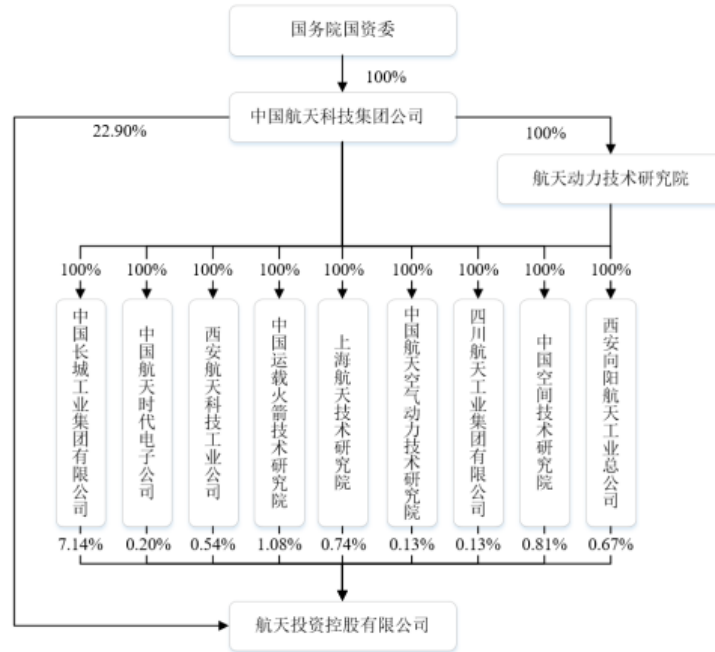 国务院国资委
100%
中国航天科技集团公司
22.90%
100%
航天动力技术研究院
100%
100%
100%
100%
100%
100%
100%
100%
100%
中国长城工业集团有限公司
中国航天时代电子公司
西安航天科技工业公司
中国运载火箭技术研究院
上海航天技术研究院
中国航天空气动力技术研究院
四川航天工业集团有限公司
中国空间技术研究院
西安向阳航天工业总公司
7.14%
0.20%
0.54%
1.08%
0.74%
0.13%
0.13%
0.81%
0.67%
航天投资控股有限公司